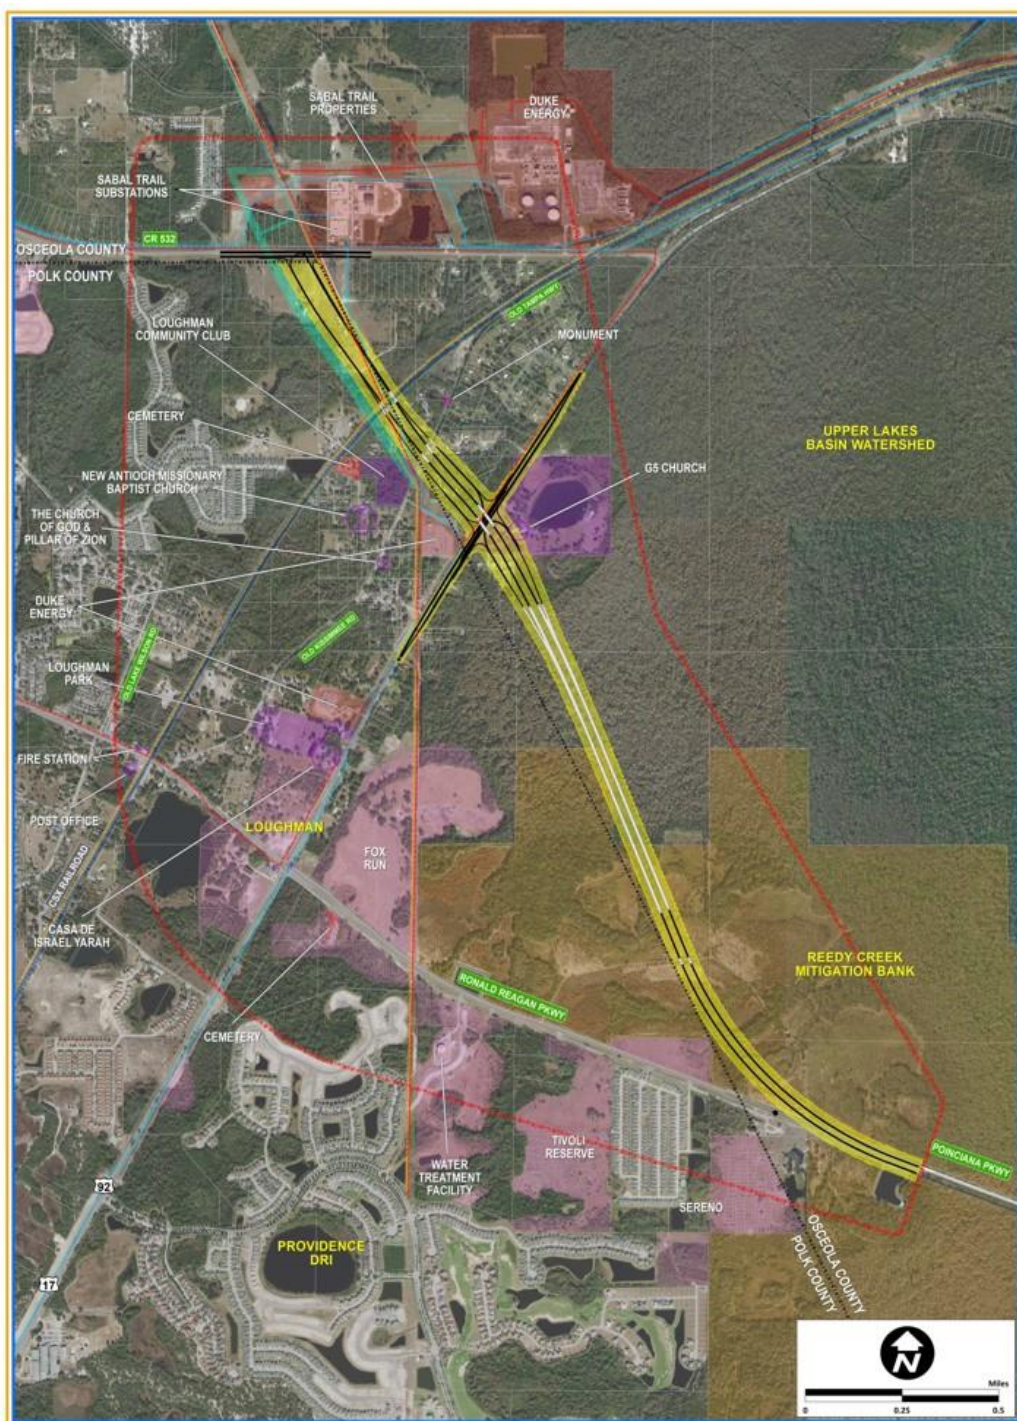 SABAL TRAIL
PROPERTIES
DUKE
ENERGY
SABAL TRAIL
SUBSTATIONS
CR 532
OSCEOLA COUNTY
POLK COUNTY
OLD TAMPA HWY
LOUGHMAN
COMMUNITY CLUB
MONUMENT
CEMETERY
UPPER LAKES
BASIN WATERSHED
NEW ANTIOCH MISSIONARY
BAPTIST CHURCH
G5 CHURCH
THE CHURCH
OF GOD &
PILLAR OF ZION
DUKE
ENERGY
OLD KISSIMMEE RD
OLD LAKE WILSON RD
LOUGHMAN
PARK
FIRE STATION
POST OFFICE
LOUGHMAN
FOX
RUN
CSX RAILROAD
CASA DE
ISRAEL YARAH
REEDY CREEK
MITIGATION BANK
RONALD REAGAN PKWY
CEMETERY
TIVOLI
RESERVE
POINCIANA PKWY
WATER
TREATMENT
FACILITY
92
SERENO
OSCEOLA COUNTY
POLK COUNTY
PROVIDENCE
DRI
17
N
Miles
0 0.25 0.5